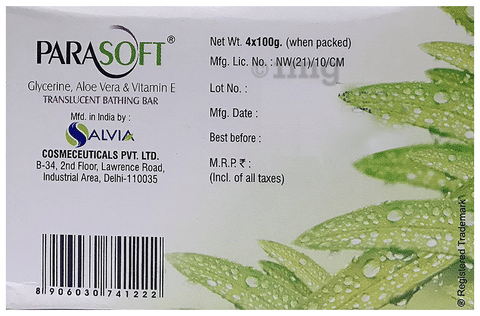 PARASOFT®
Glycerine, Aloe Vera & Vitamin E
TRANSLUCENT BATHING BAR
Mfd. in India by :
SALVIA
COSMECEUTICALS PVT. LTD.
B-34, 2nd Floor, Lawrence Road,
Industrial Area, Delhi-110035
8 906030 741222
Net Wt. 4x100g. (when packed)
Mfg. Lic. No. : NW(21)/10/CM
1mg
Lot No. :
Mfg. Date :
Best before :
M.R.P. ₹ :
(Incl. of all taxes)
® Registered Trademark